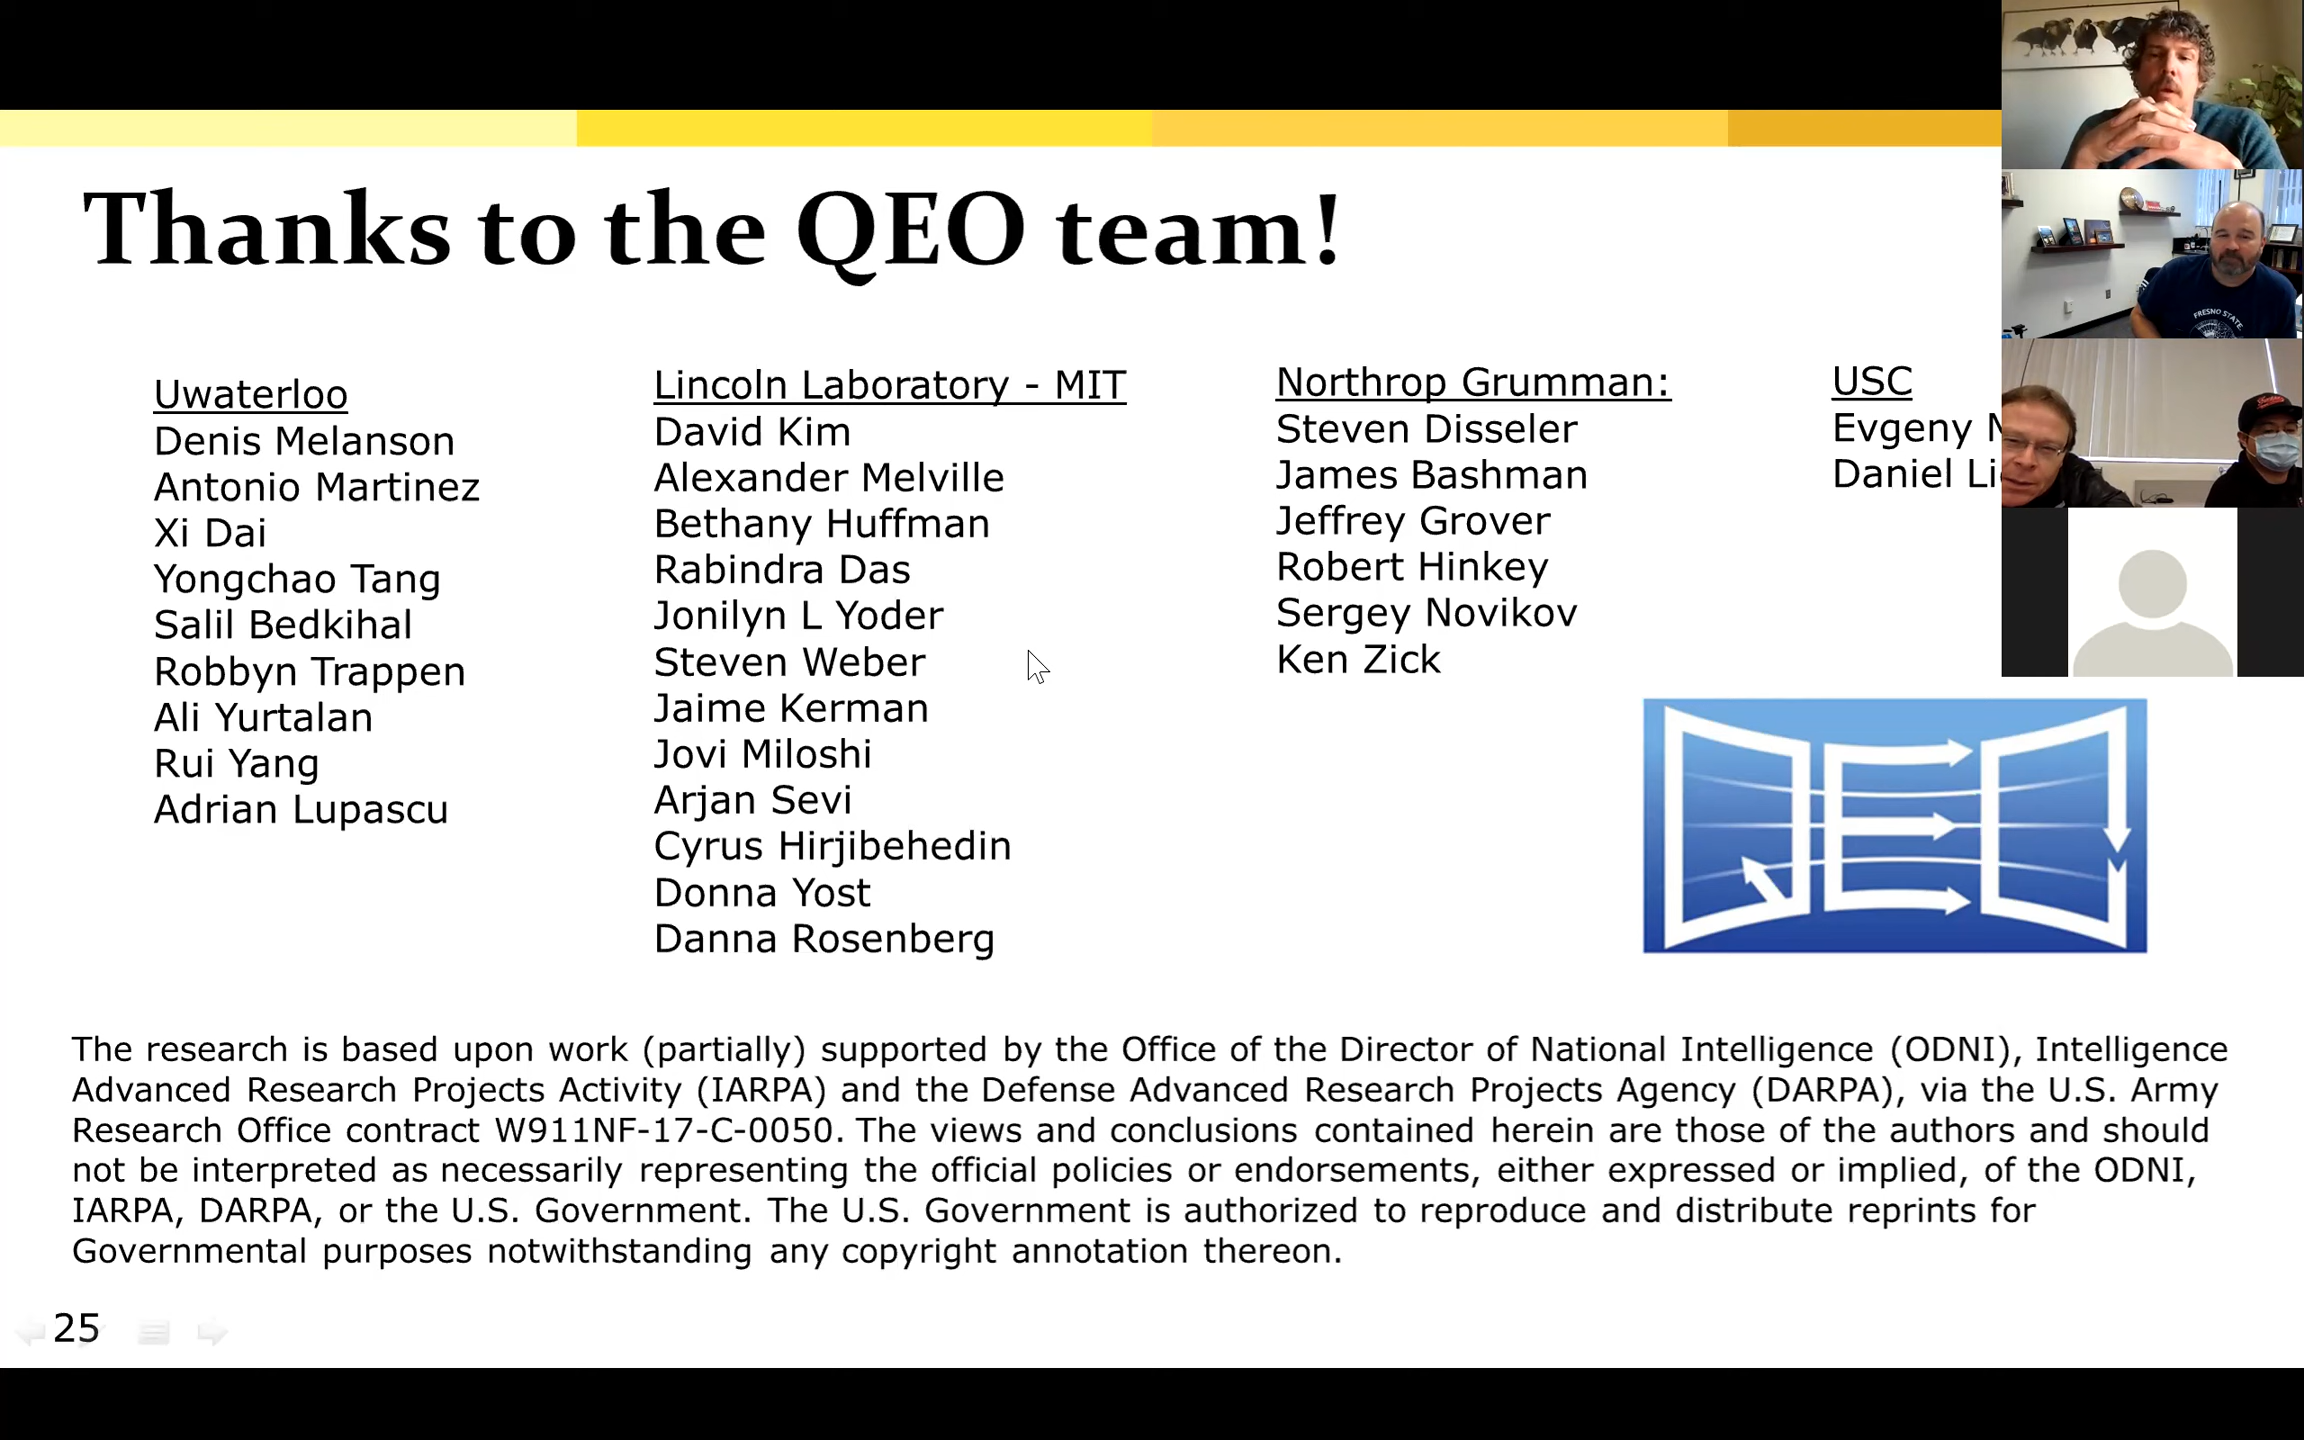 Thanks to the QEO team!
Uwaterloo
Denis Melanson
Antonio Martinez
Xi Dai
Yongchao Tang
Salil Bedkihal
Robbyn Trappen
Ali Yurtalan
Rui Yang
Adrian Lupascu
Lincoln Laboratory - MIT
David Kim
Alexander Melville
Bethany Huffman
Rabindra Das
Jonilyn L Yoder
Steven Weber
Jaime Kerman
Jovi Miloshi
Arjan Sevi
Cyrus Hirjibehedin
Donna Yost
Danna Rosenberg
Northrop Grumman:
Steven Disseler
James Bashman
Jeffrey Grover
Robert Hinkey
Sergey Novikov
Ken Zick
USC
Evgeny
Daniel
FRESNO STATE
QEO
The research is based upon work (partially) supported by the Office of the Director of National Intelligence (ODNI), Intelligence
Advanced Research Projects Activity (IARPA) and the Defense Advanced Research Projects Agency (DARPA), via the U.S. Army
Research Office contract W911NF-17-C-0050. The views and conclusions contained herein are those of the authors and should
not be interpreted as necessarily representing the official policies or endorsements, either expressed or implied, of the ODNI,
IARPA, DARPA, or the U.S. Government. The U.S. Government is authorized to reproduce and distribute reprints for
Governmental purposes notwithstanding any copyright annotation thereon.
25